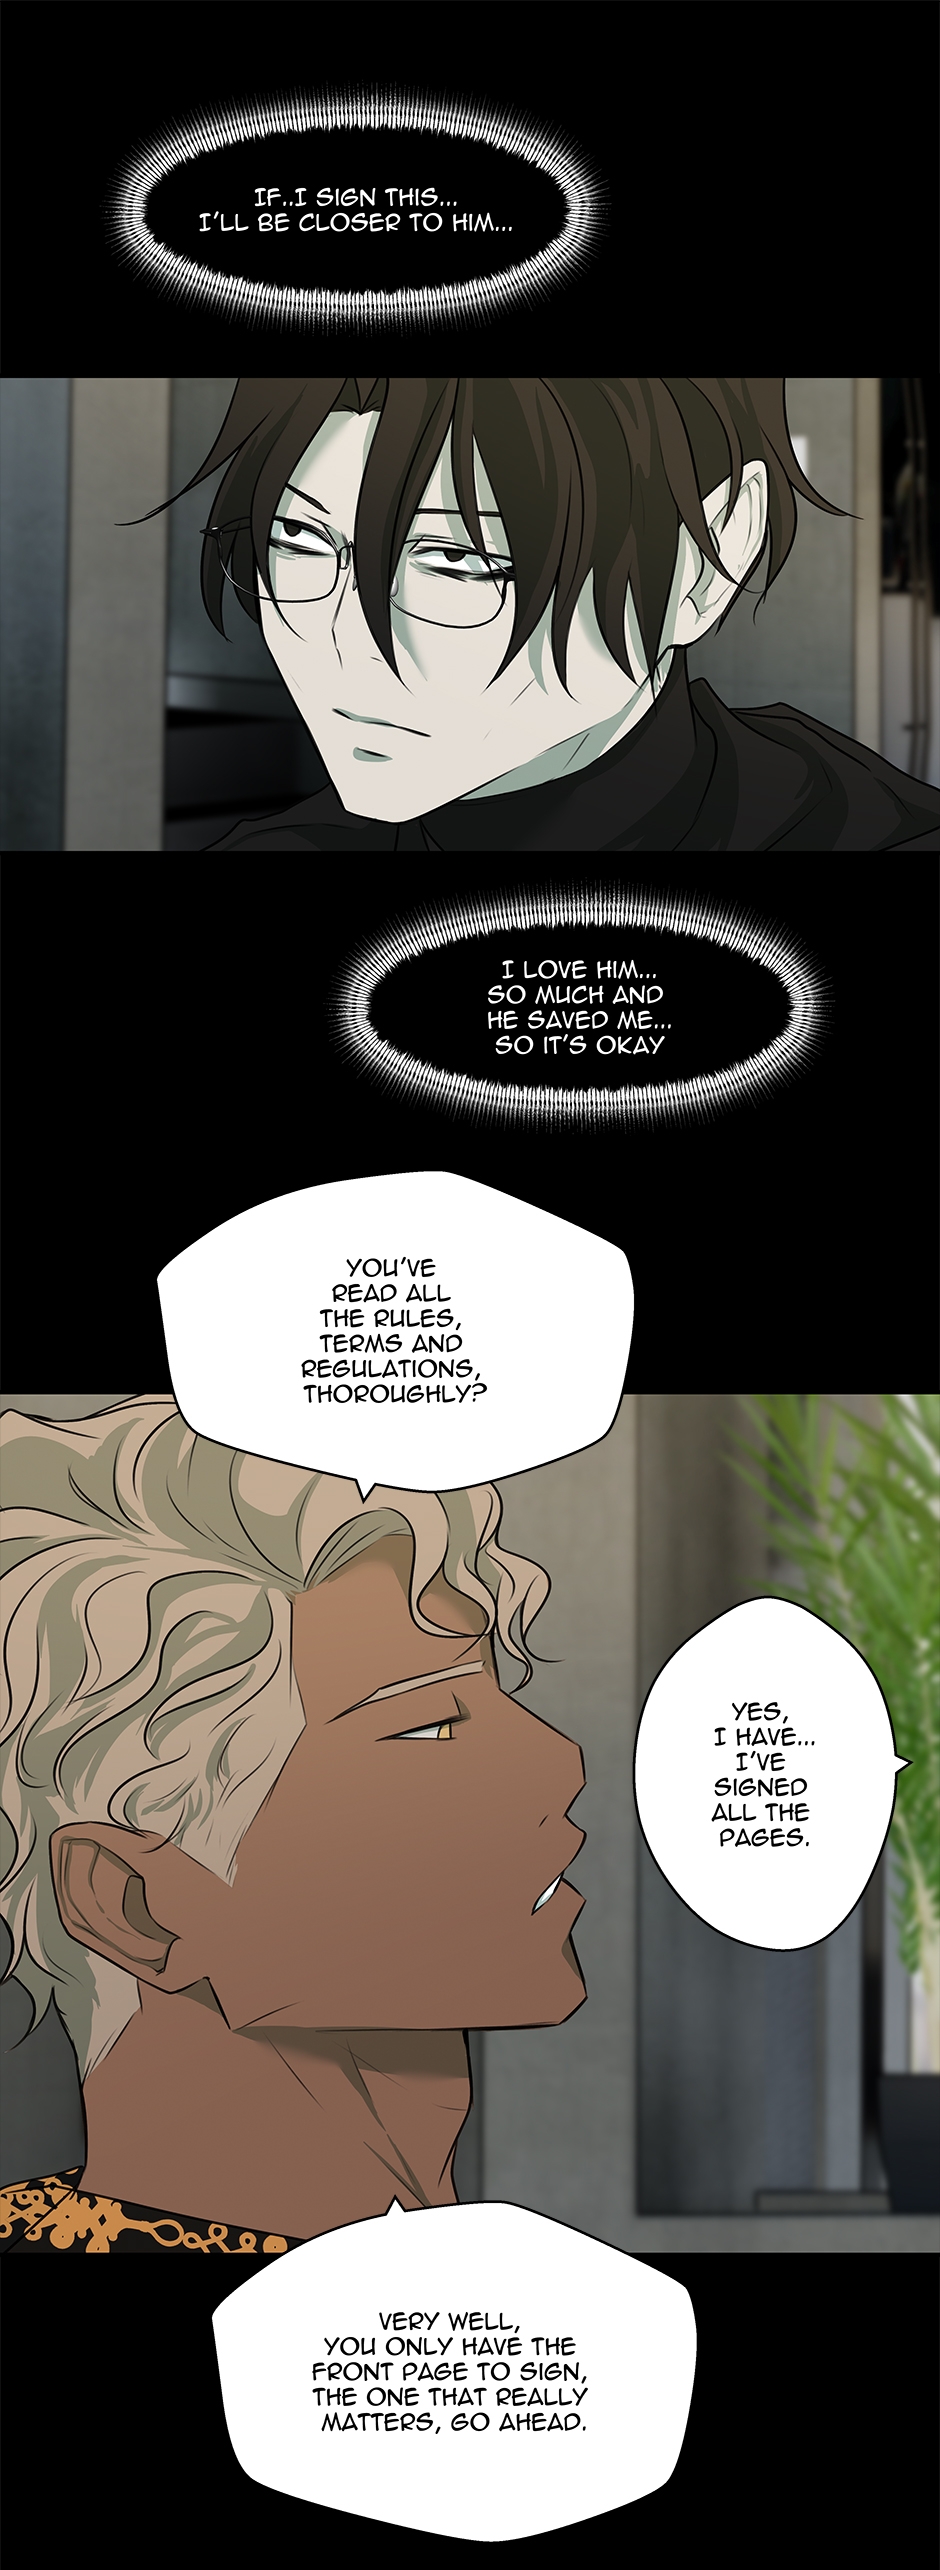 IF..I SIGN THIS...
I'LL BE CLOSER TO HIM...
I LOVE HIM...
SO MUCH AND
HE SAVED ME...
SO IT'S OKAY
YOU'VE
READ ALL
THE RULES,
TERMS AND
REGULATIONS,
THOROUGHLY?
YES,
I HAVE...
I'VE
SIGNED
ALL THE
PAGES.
VERY WELL,
YOU ONLY HAVE THE
FRONT PAGE TO SIGN,
THE ONE THAT REALLY
MATTERS, GO AHEAD.